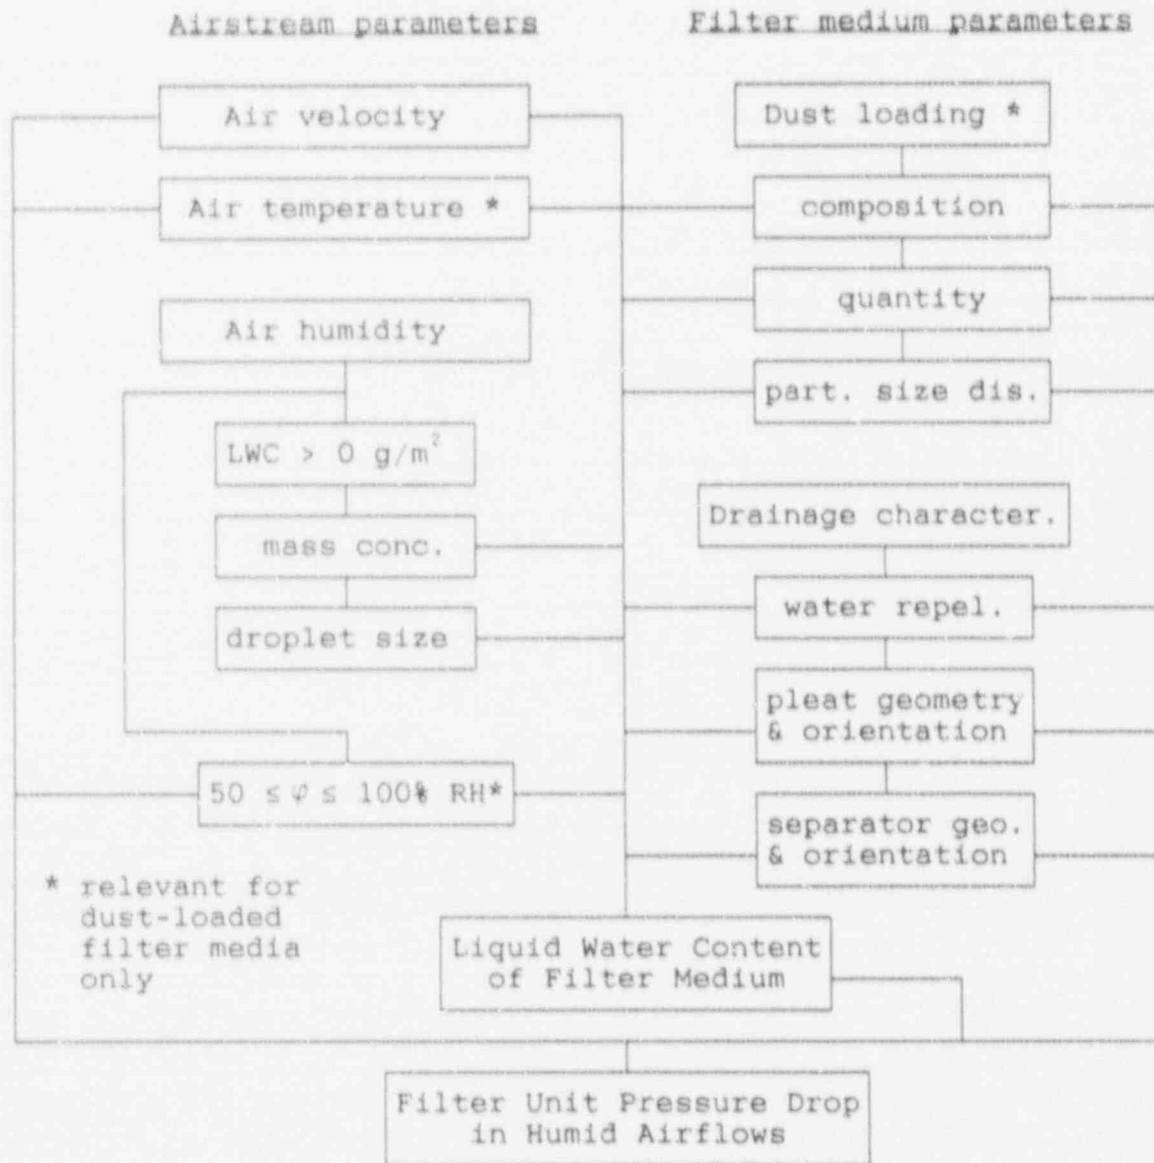 Airstream parameters
Air velocity
Air temperature *
Air humidity
LWC > 0 g/m²
mass conc.
droplet size
50 ≤ φ ≤ 100% RH*
* relevant for
dust-loaded
filter media
only
Filter medium parameters
Dust loading *
composition
quantity
part. size dis.
Drainage character.
water repel.
pleat geometry
& orientation
separator geo.
& orientation
Liquid Water Content
of Filter Medium
Filter Unit Pressure Drop
in Humid Airflows